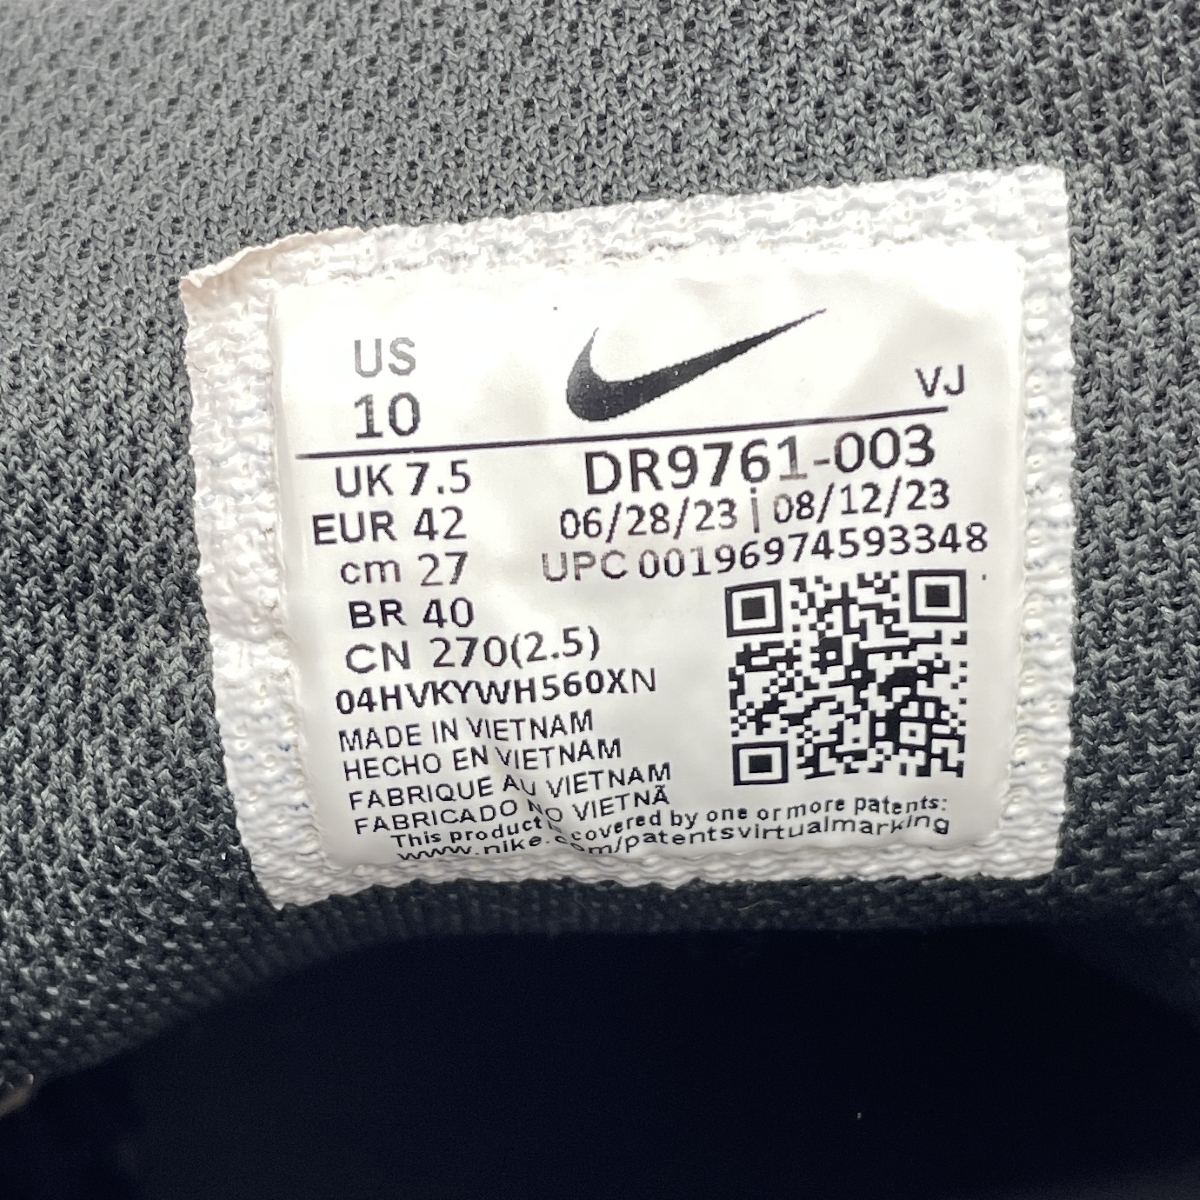 US
10
VJ
UK 7.5
EUR 42
cm 27
BR 40
CN 270(2.5)
DR9761-003
06/28/23 | 08/12/23
UPC 00196974593348
04HVKYWH560XN
MADE IN VIETNAM
HECHO EN VIETNAM
FABRIQUE AU VIETNAM
FABRICADO NO VIETNÃ
This product is covered by one or more patents:
www.nike.com/patentsvirtualmarking